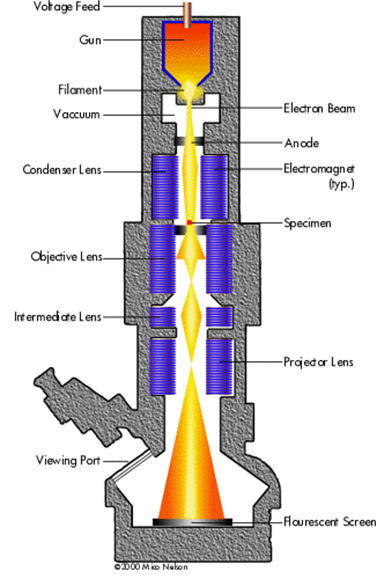 Voltage Feed
Gun
Filament
Vaccuum
Electron Beam
Anode
Condenser Lens
Electromagnet
(typ.)
Specimen
Objective Lens
Intermediate Lens
Projector Lens
Viewing Port
Flourescent Screen
©2000 Mico Nelson